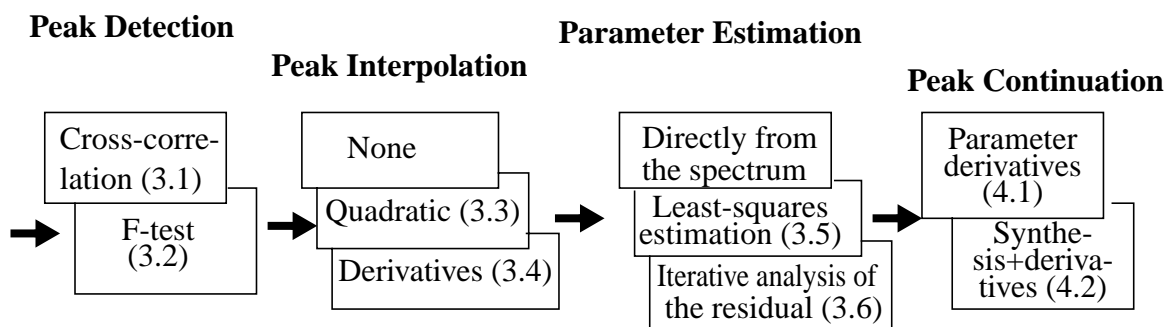 Peak Detection
Peak Interpolation
Parameter Estimation
Peak Continuation
Cross-corre-
lation (3.1)
F-test
(3.2)
None
Quadratic (3.3)
Derivatives (3.4)
Directly from
the spectrum
Least-squares
estimation (3.5)
Iterative analysis of
the residual (3.6)
Parameter
derivatives
(4.1)
Synthe-
sis+deriva-
tives (4.2)